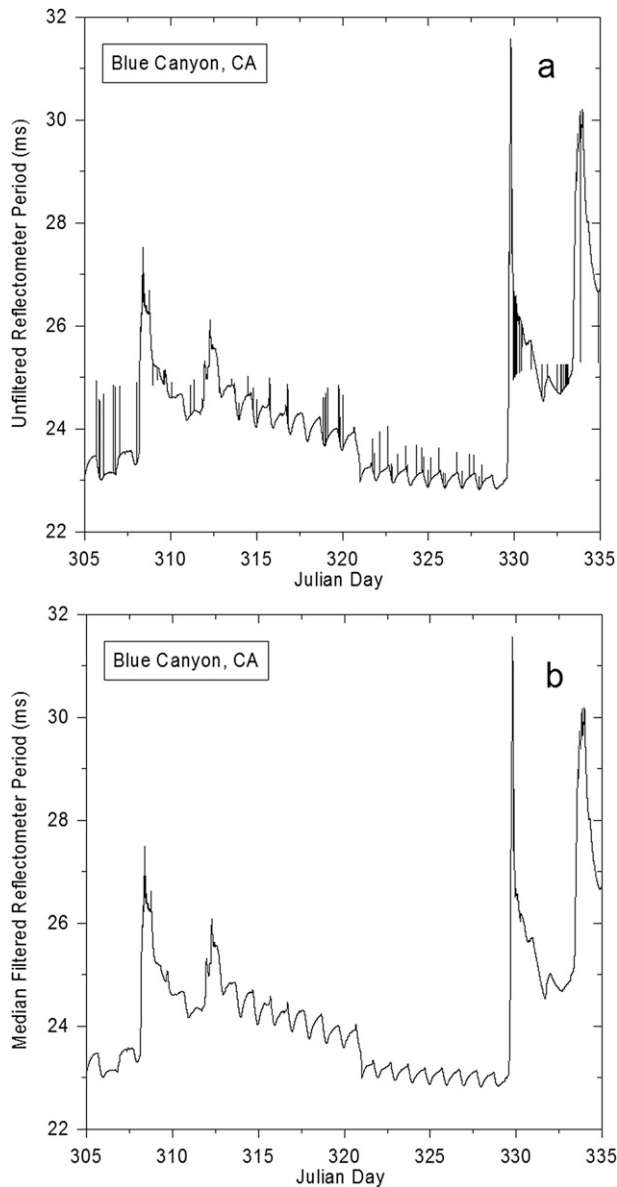 32
Blue Canyon, CA
a
30
28
26
24
22
Unfiltered Reflectometer Period (ms)
305 310 315 320 325 330 335
Julian Day
32
Blue Canyon, CA
b
30
28
26
24
22
Median Filtered Reflectometer Period (ms)
305 310 315 320 325 330 335
Julian Day